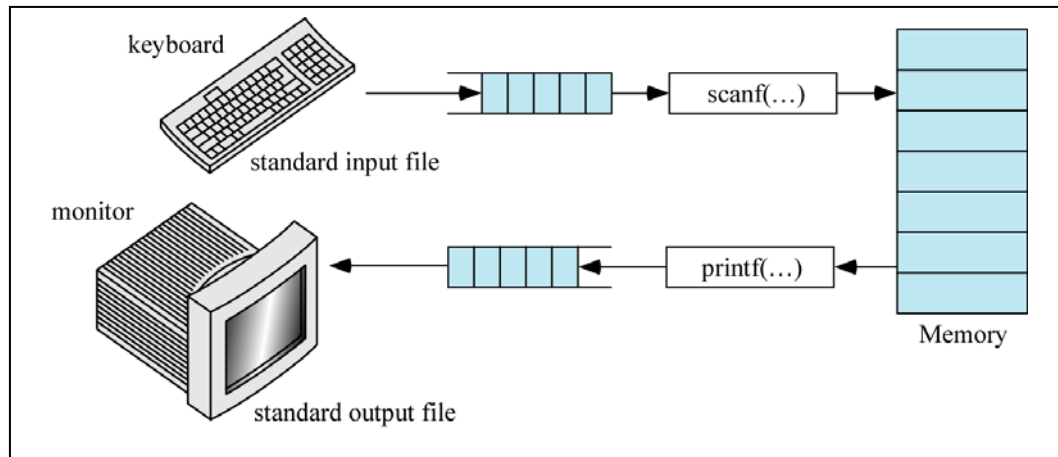 keyboard
scanf(…)
standard input file
monitor
printf(…)
Memory
standard output file